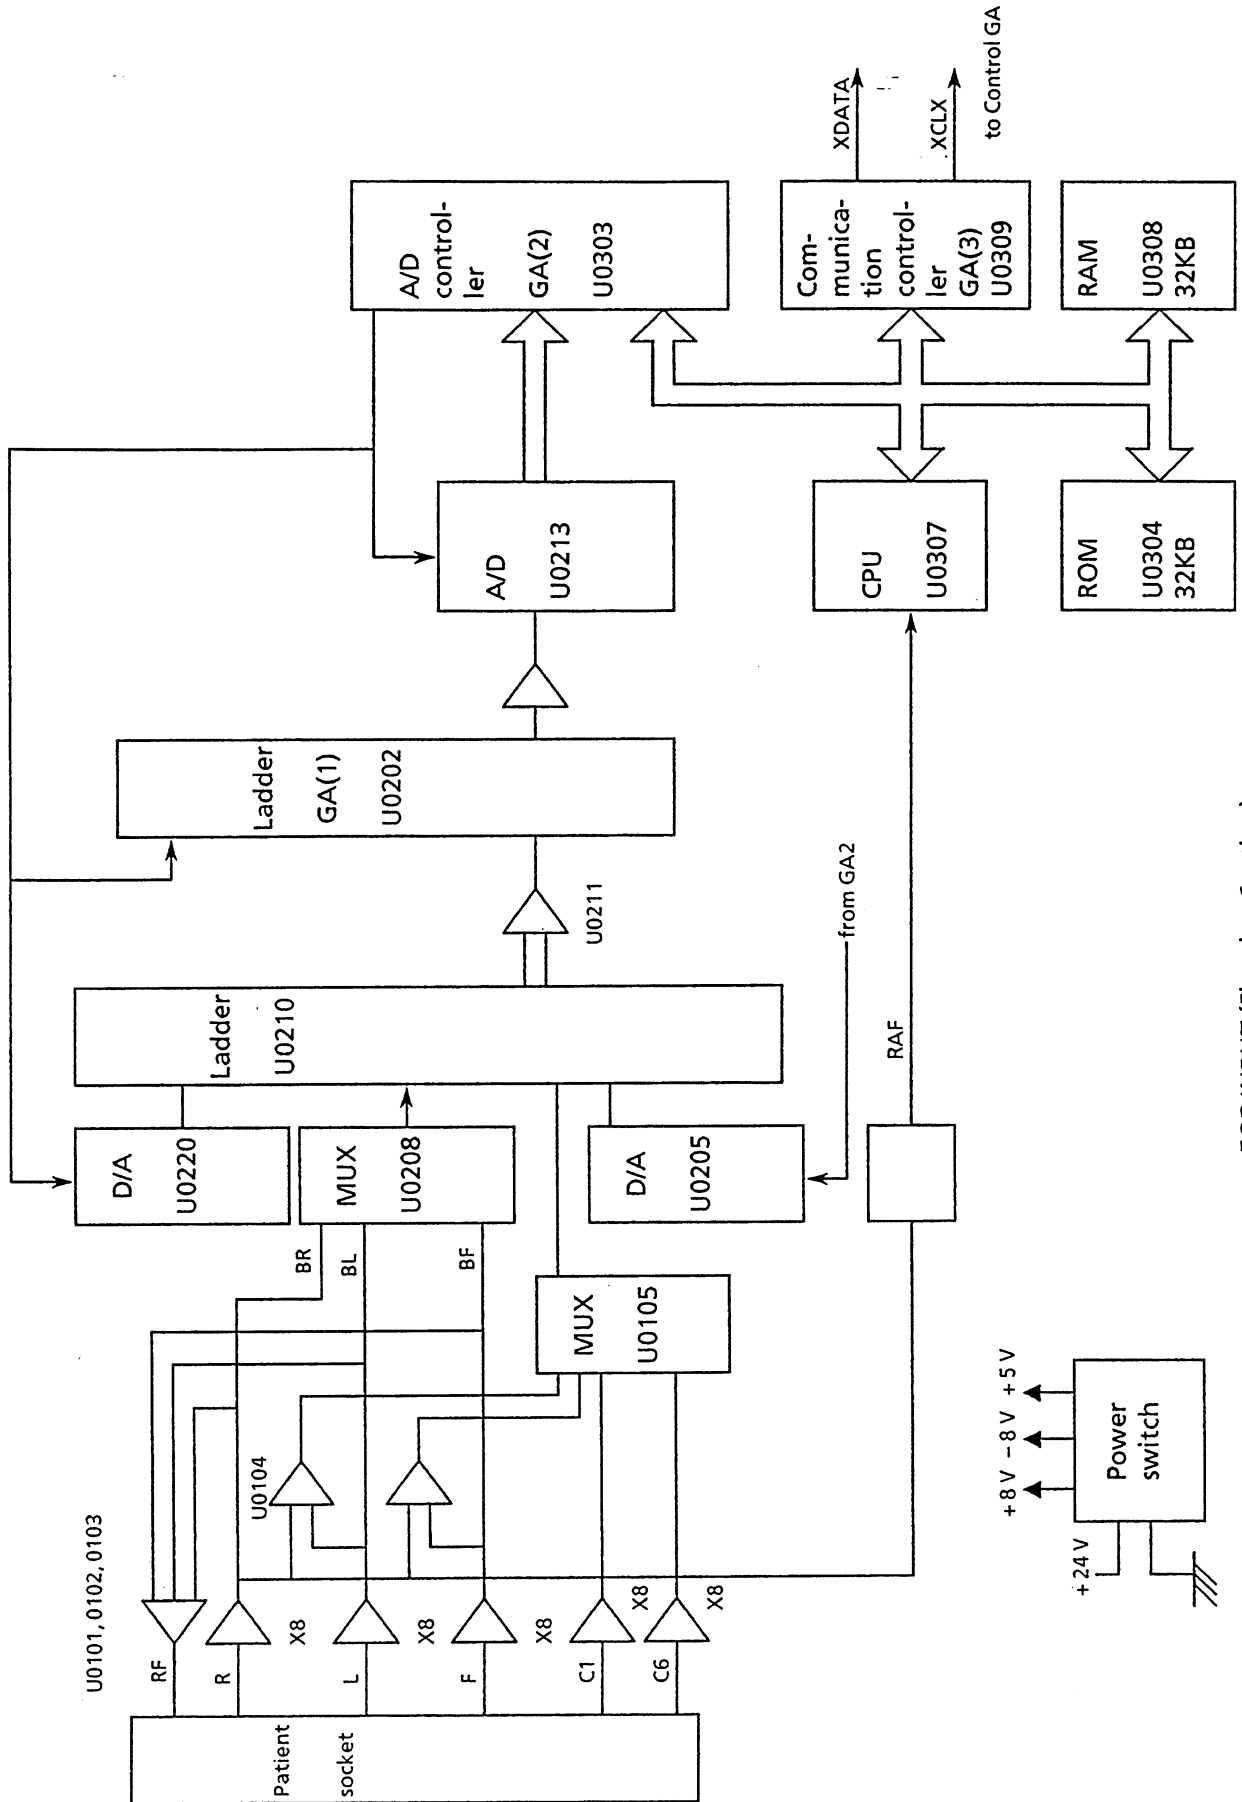 U0101, 0102, 0103
RF
R
L
F
C1
C6
X8
X8
X8
X8
X8
Patient
socket
U0104
BR
BL
BF
MUX
U0105
D/A
U0220
MUX
U0208
D/A
U0205
from GA2
RAF
Ladder
U0210
U0211
Ladder
GA(1)
U0202
A/D
U0213
A/D
control-
ler
GA(2)
U0303
Com-
munica-
tion
control-
ler
GA(3)
U0309
XDATA
XCLX
to Control GA
CPU
U0307
ROM
U0304
32KB
RAM
U0308
32KB
+24 V
Power
switch
+8 V
−8 V
+5 V